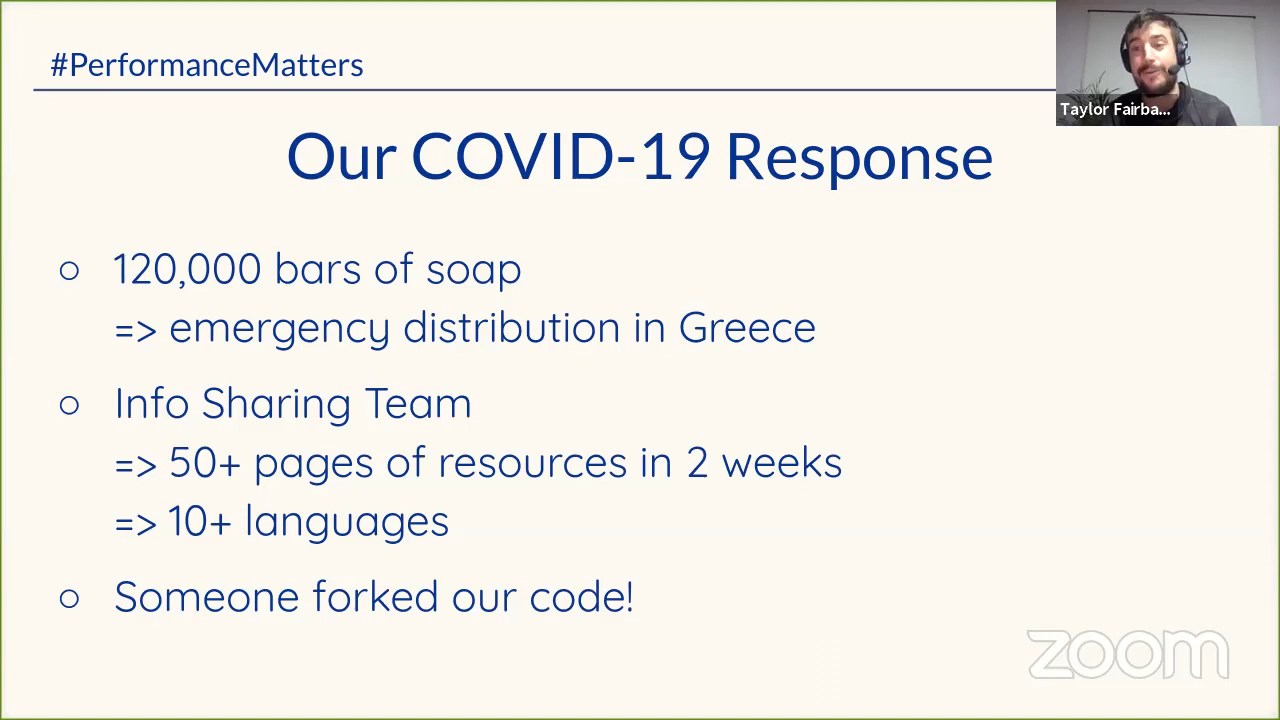 #PerformanceMatters
Taylor Fairba...
Our COVID-19 Response
○ 120,000 bars of soap
=> emergency distribution in Greece
○ Info Sharing Team
=> 50+ pages of resources in 2 weeks
=> 10+ languages
○ Someone forked our code!
zoom